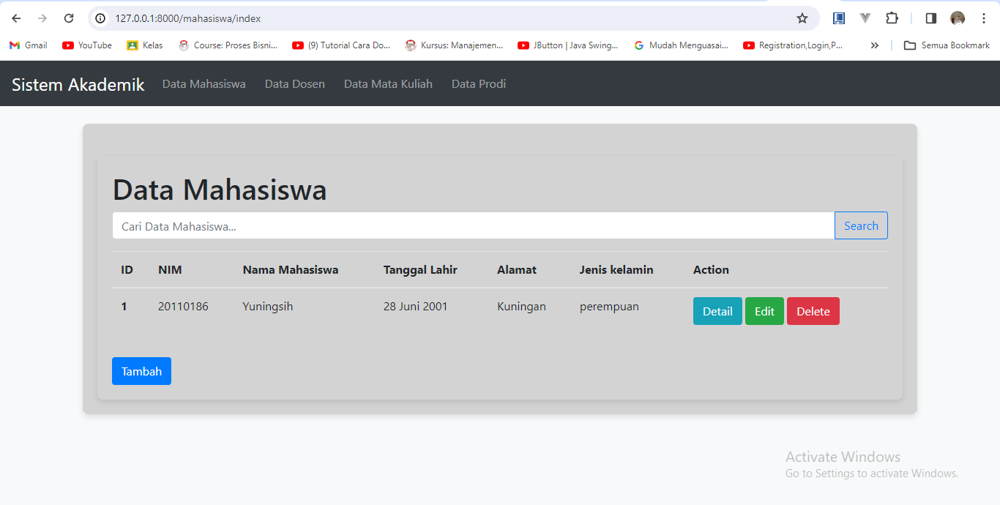 127.0.0.1:8000/mahasiswa/index
Gmail YouTube Kelas Course: Proses Bisni... (9) Tutorial Cara Do... Kursus: Manajemen... JButton | Java Swing... Mudah Menguasai... Registration,Login,P... Semua Bookmark
Sistem Akademik Data Mahasiswa Data Dosen Data Mata Kuliah Data Prodi
Data Mahasiswa
Cari Data Mahasiswa... Search
ID NIM Nama Mahasiswa Tanggal Lahir Alamat Jenis kelamin Action
1 20110186 Yuningsih 28 Juni 2001 Kuningan perempuan Detail Edit Delete
Tambah
Activate Windows
Go to Settings to activate Windows.